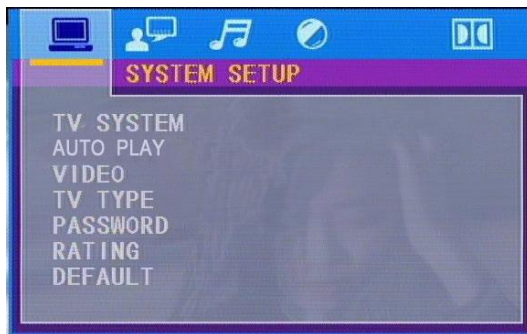 SYSTEM SETUP
TV SYSTEM
AUTO PLAY
VIDEO
TV TYPE
PASSWORD
RATING
DEFAULT